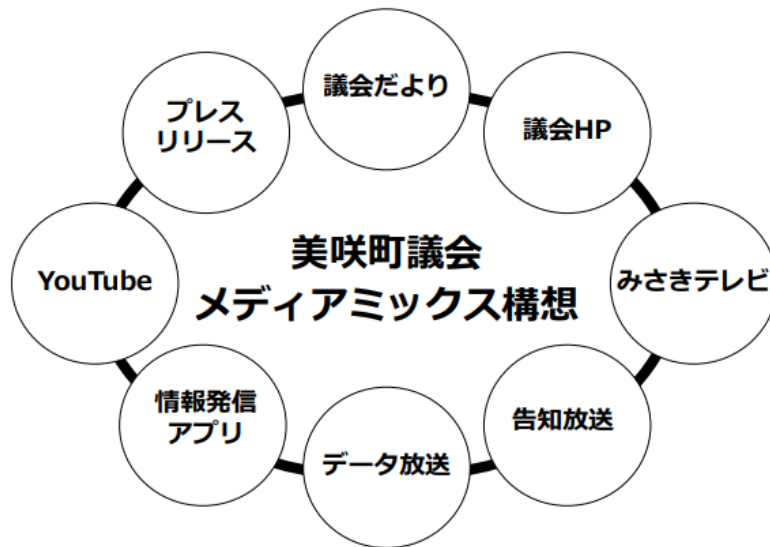 議会だより
議会HP
みさきテレビ
告知放送
データ放送
情報発信
アプリ
YouTube
プレス
リリース
美咲町議会
メディアミックス構想